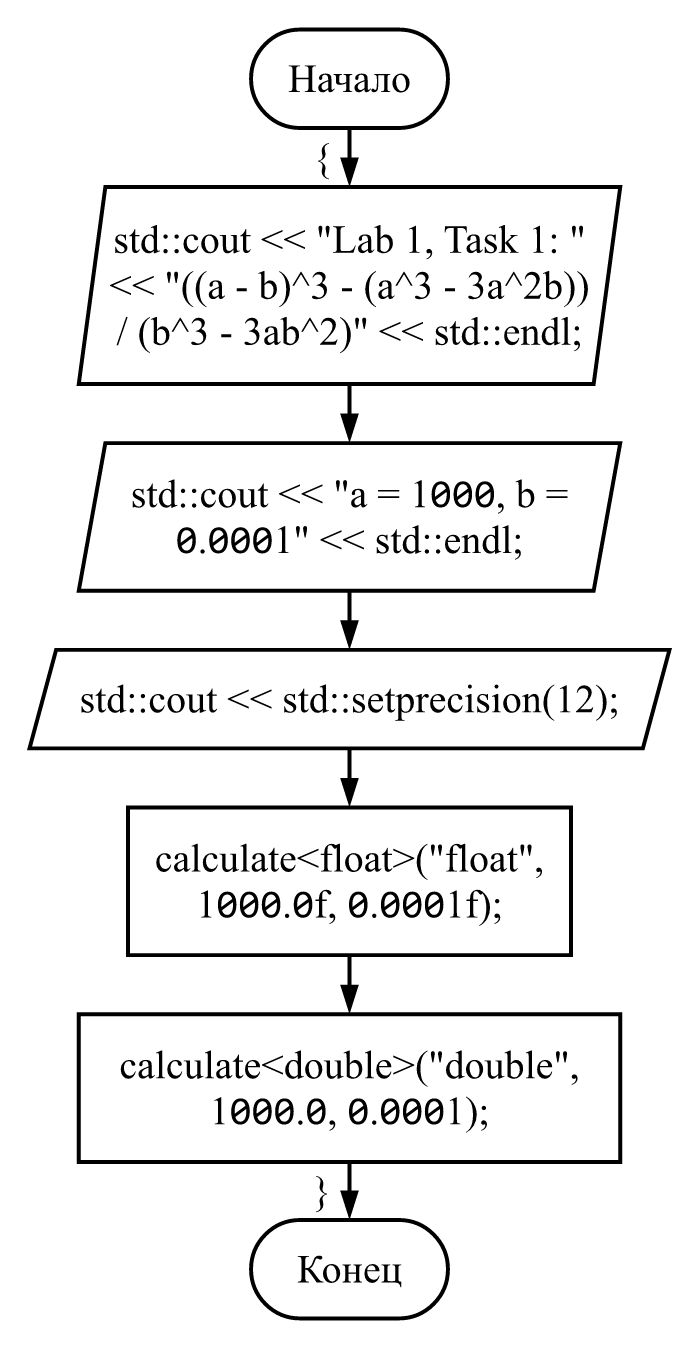 Начало
{
std::cout << "Lab 1, Task 1: "
<< "((a - b)^3 - (a^3 - 3a^2b))
/ (b^3 - 3ab^2)" << std::endl;
std::cout << "a = 1000, b =
0.0001" << std::endl;
std::cout << std::setprecision(12);
calculate<float>("float",
1000.0f, 0.0001f);
calculate<double>("double",
1000.0, 0.0001);
}
Конец